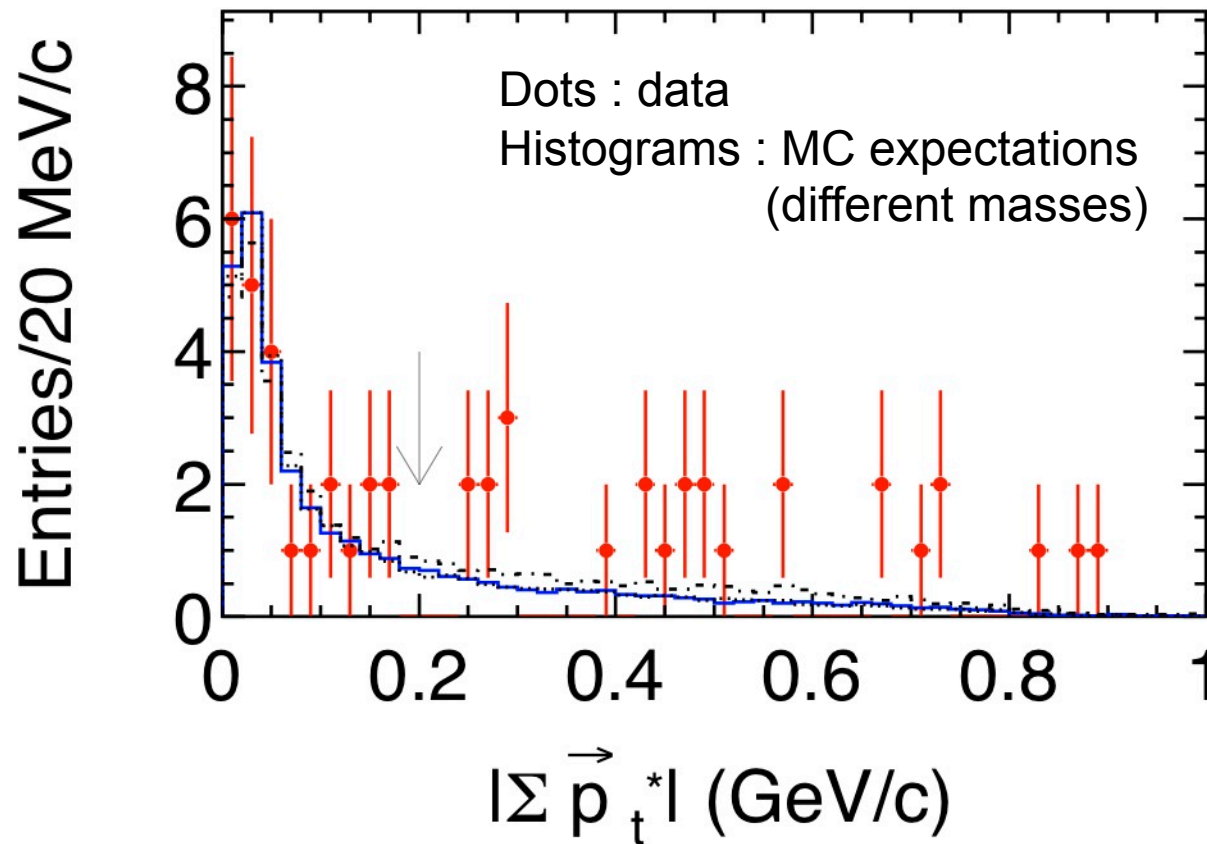 Entries/20 MeV/c
8
6
4
2
0
Dots : data
Histograms : MC expectations
(different masses)
0 0.2 0.4 0.6 0.8 1
|Σ p⃗ t*| (GeV/c)